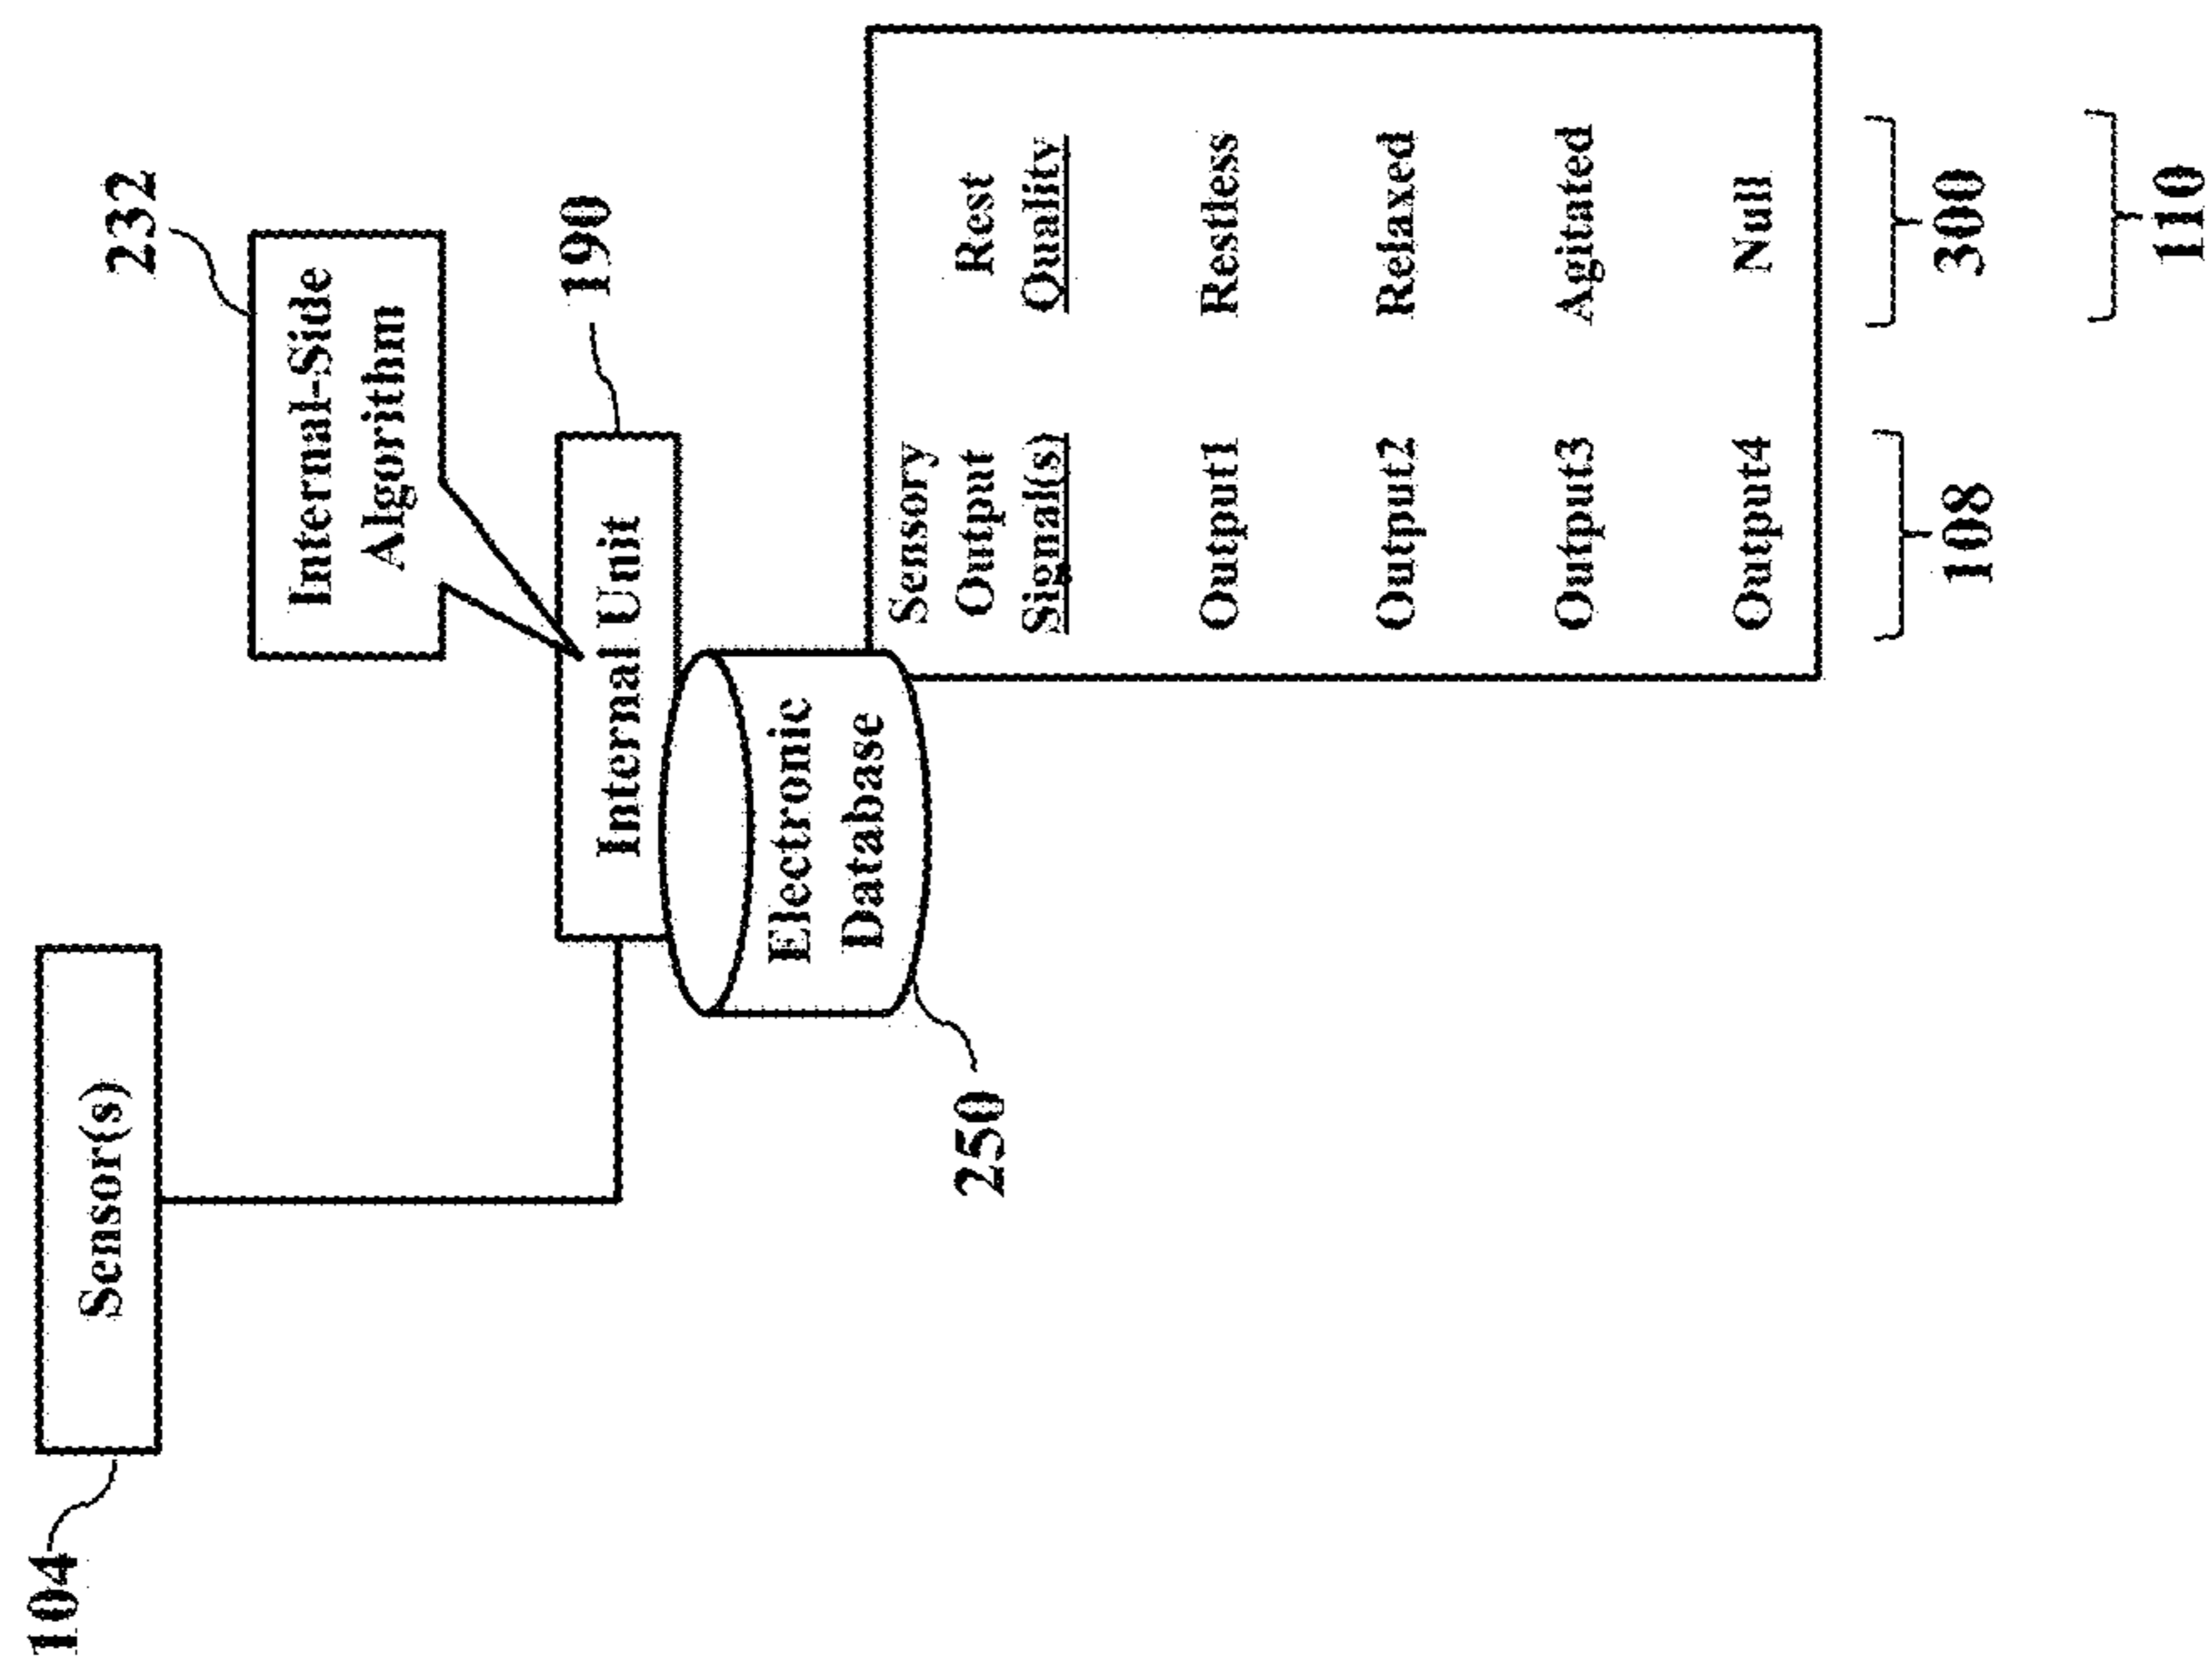 104
Sensor(s)
232
Internal-Side
Algorithm
190
Internal Unit
Electronic
Database
250
Sensory
Output
Signal(s)
Rest
Quality
Output1 Restless
Output2 Relaxed
Output3 Agitated
Output4 Null
108
300
110